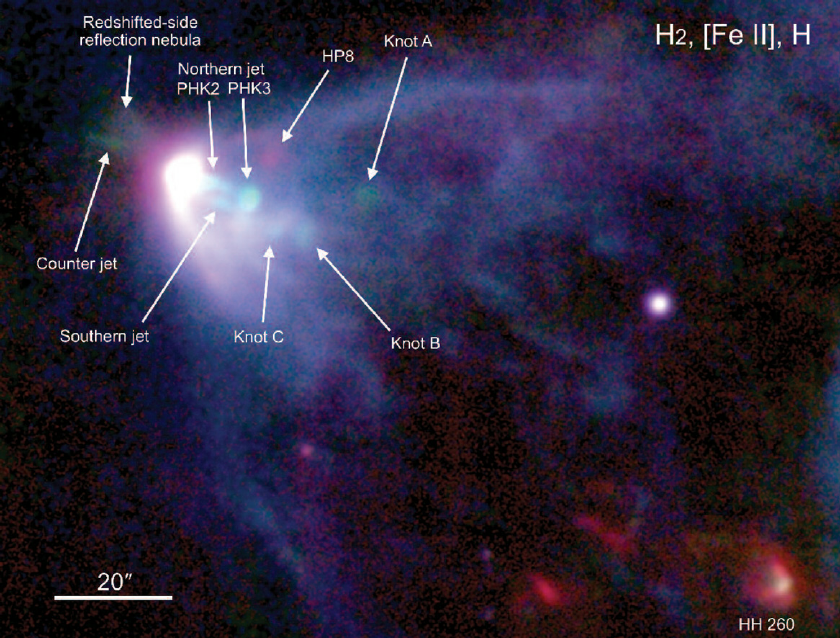 Redshifted-side
reflection nebula
H2, [Fe II], H
Knot A
HP8
Northern jet
PHK2 PHK3
Counter jet
Southern jet
Knot C
Knot B
20″
HH 260